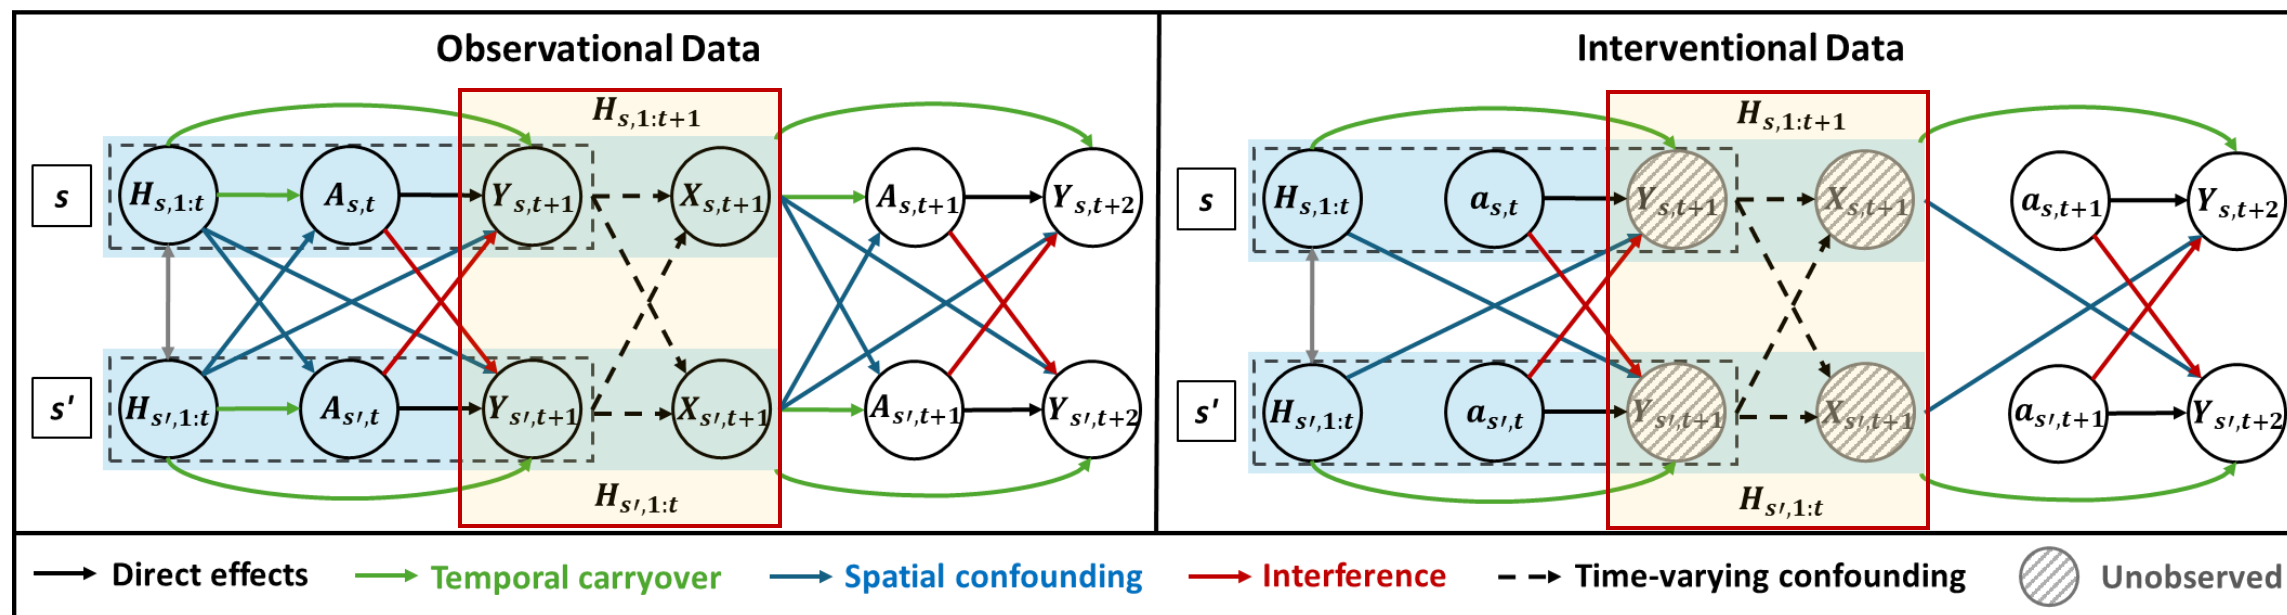 Observational Data
H_{s,1:t+1}
s
H_{s,1:t} A_{s,t} Y_{s,t+1} X_{s,t+1} A_{s,t+1} Y_{s,t+2}
s'
H_{s',1:t} A_{s',t} Y_{s',t+1} X_{s',t+1} A_{s',t+1} Y_{s',t+2}
H_{s',1:t}
Interventional Data
H_{s,1:t+1}
s
H_{s,1:t} a_{s,t} Y_{s,t+1} X_{s,t+1} a_{s,t+1} Y_{s,t+2}
s'
H_{s',1:t} a_{s',t} Y_{s',t+1} X_{s',t+1} a_{s',t+1} Y_{s',t+2}
H_{s',1:t}
Direct effects Temporal carryover Spatial confounding Interference Time-varying confounding Unobserved